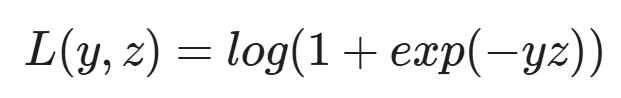 L(y, z) = log(1 + exp(−yz))